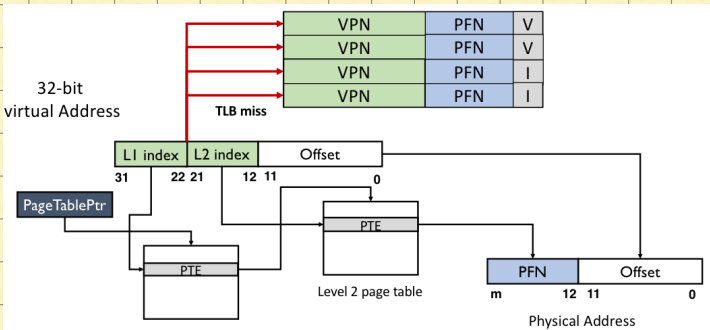 VPN PFN V
VPN PFN V
VPN PFN I
VPN PFN I
32-bit
virtual Address
TLB miss
L1 index L2 index Offset
31 22 21 12 11 0
PageTablePtr
PTE
PTE
Level 2 page table
PFN Offset
m 12 11 0
Physical Address